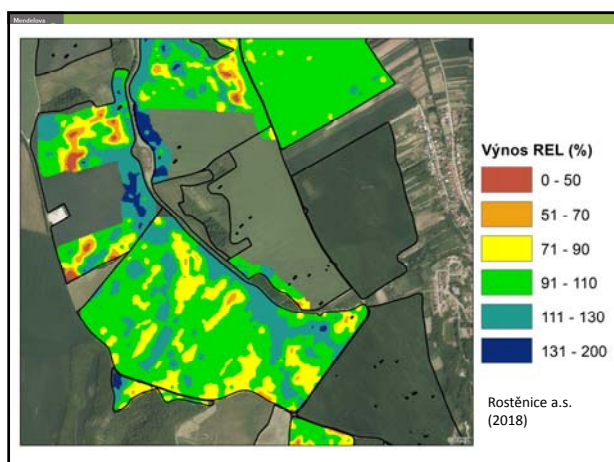 Mendelova
Výnos REL (%)
0 - 50
51 - 70
71 - 90
91 - 110
111 - 130
131 - 200
Rostěnice a.s.
(2018)